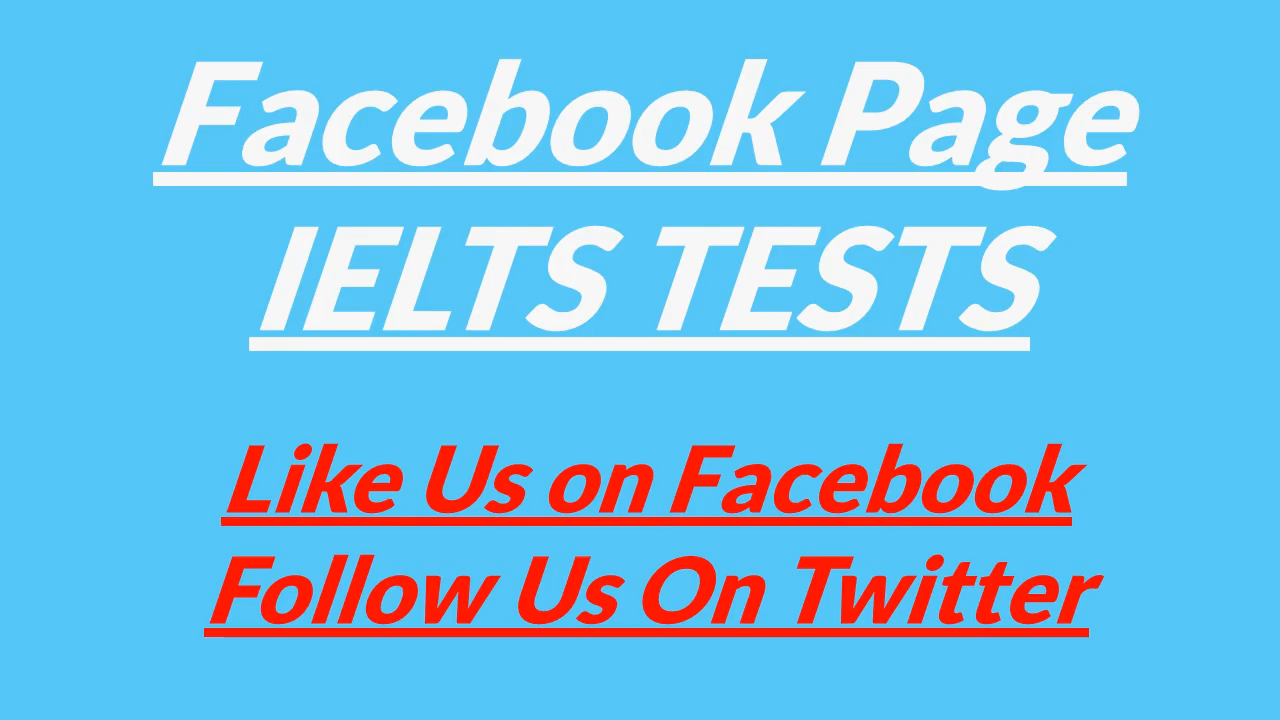 Facebook Page
IELTS TESTS
Like Us on Facebook
Follow Us On Twitter